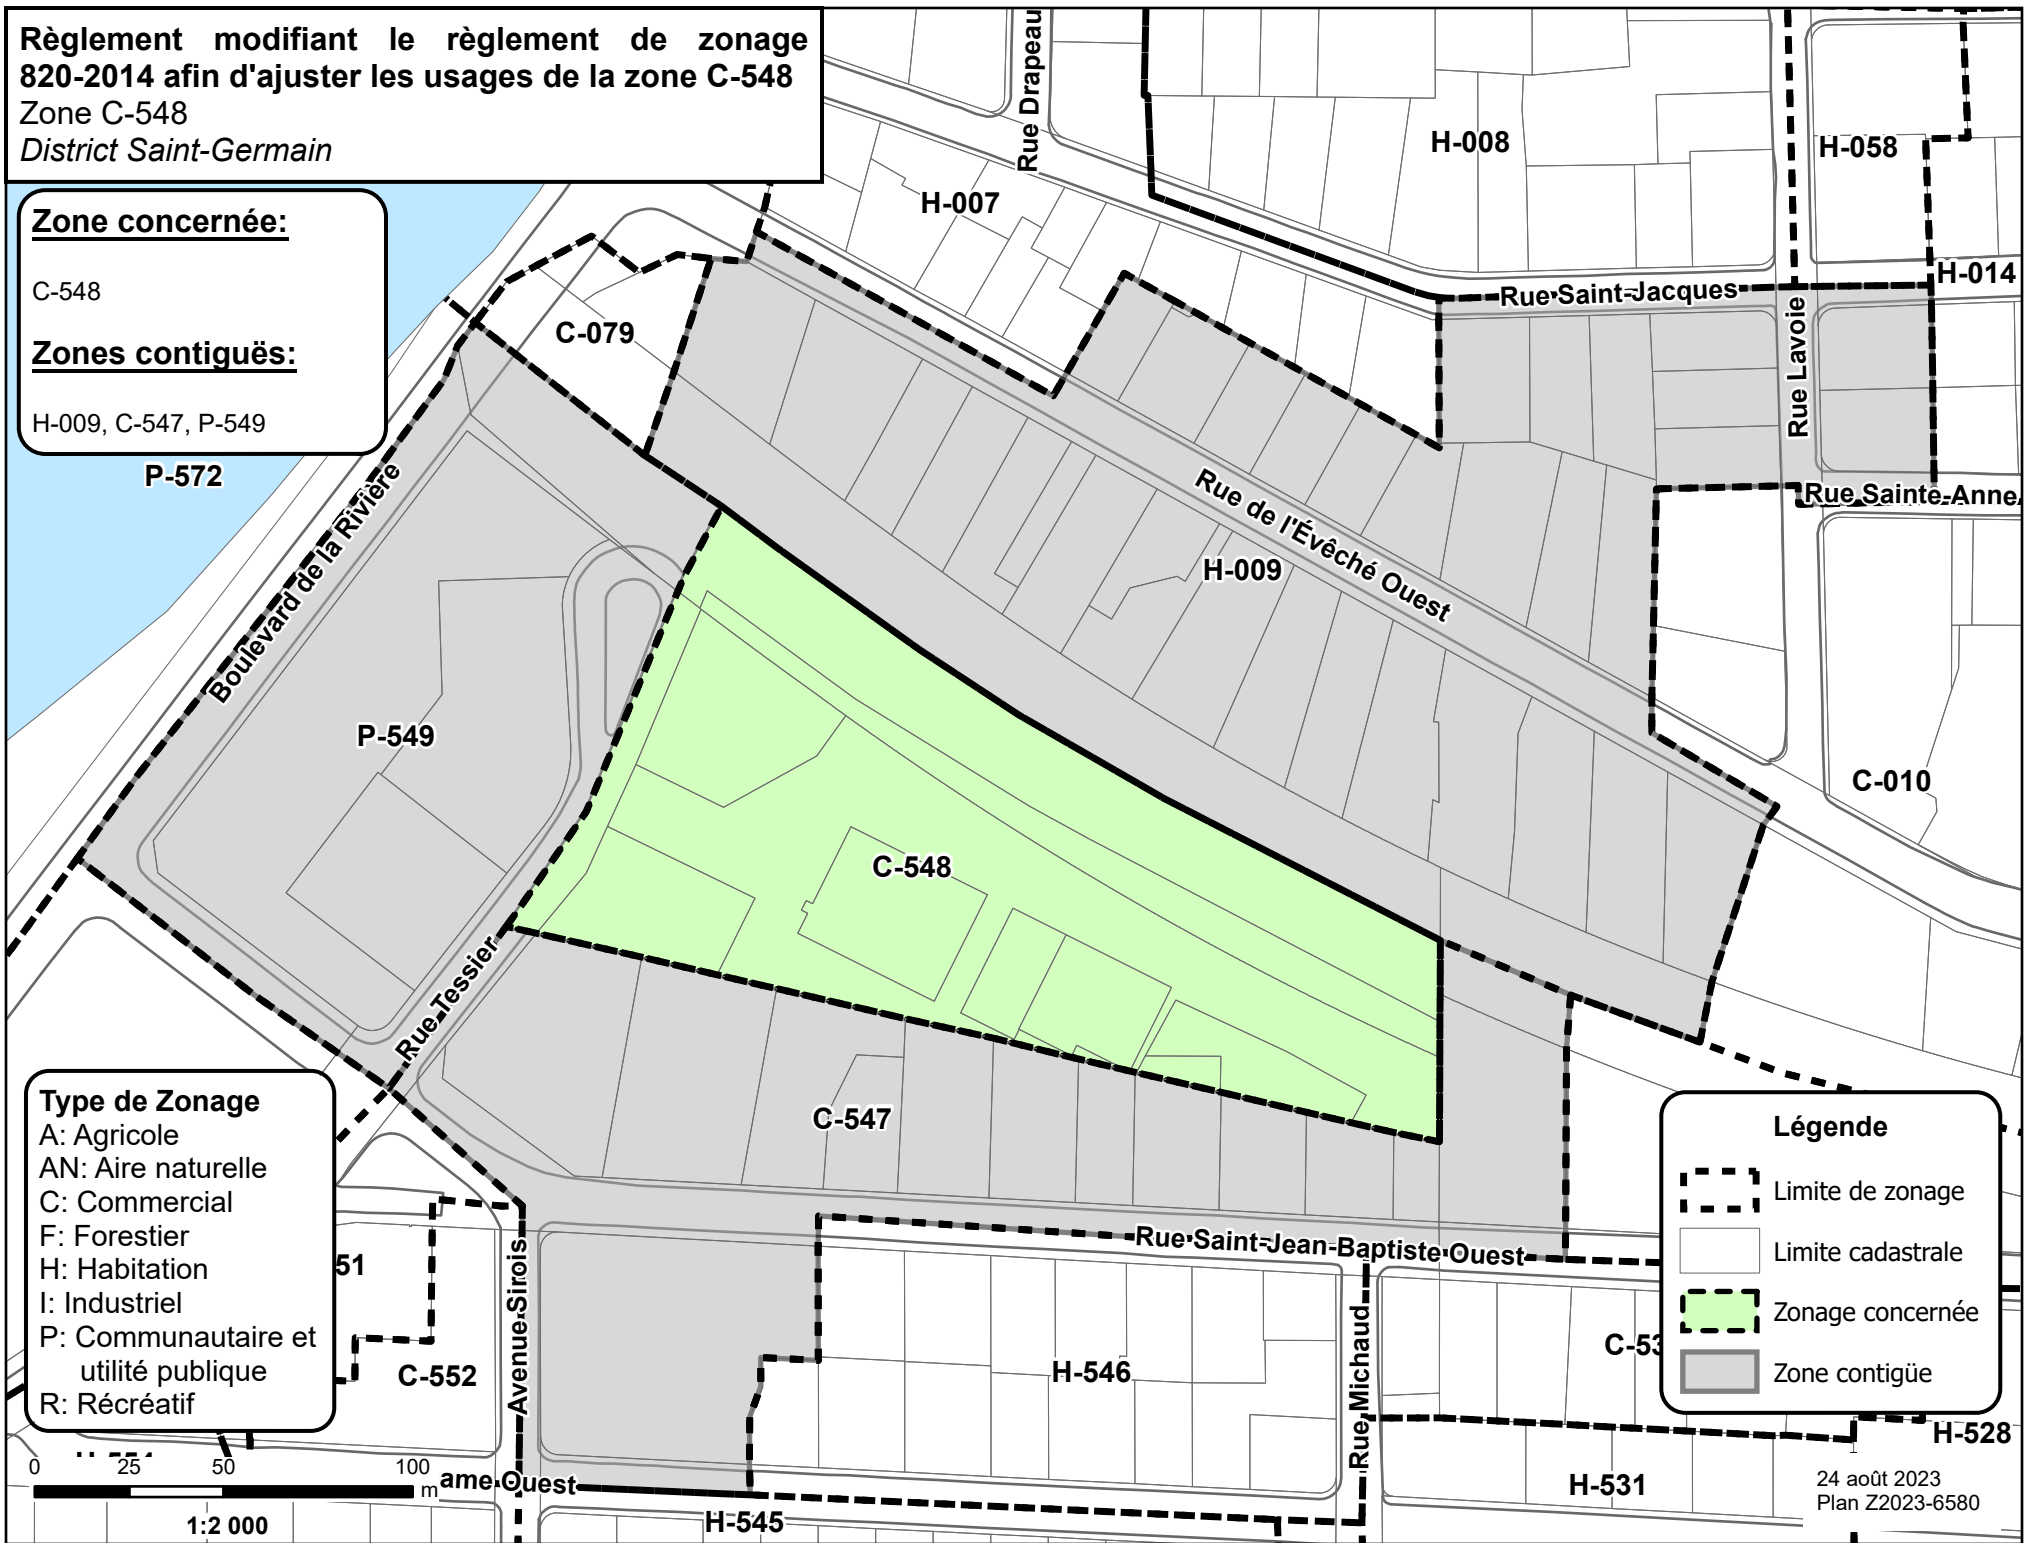 Règlement modifiant le règlement de zonage
820-2014 afin d'ajuster les usages de la zone C-548
Zone C-548
District Saint-Germain
Zone concernée:
C-548
Zones contiguës:
H-009, C-547, P-549
P-572
Rue Drapeau
H-008
H-058
H-007
H-014
Rue Saint-Jacques
C-079
Rue Lavoie
Rue Sainte-Anne
Boulevard de la Rivière
Rue de l'Évêché Ouest
H-009
P-549
C-010
C-548
Rue Tessier
C-547
Type de Zonage
A: Agricole
AN: Aire naturelle
C: Commercial
F: Forestier
H: Habitation
I: Industriel
P: Communautaire et
utilité publique
R: Récréatif
Légende
Limite de zonage
Limite cadastrale
Zonage concernée
Zone contigüe
Rue Saint-Jean-Baptiste Ouest
51
Avenue Sirois
C-552
H-546
Rue Michaud
C-53
H-528
H-531
ame Ouest
H-545
0 25 50 100
m
1:2 000
24 août 2023
Plan Z2023-6580